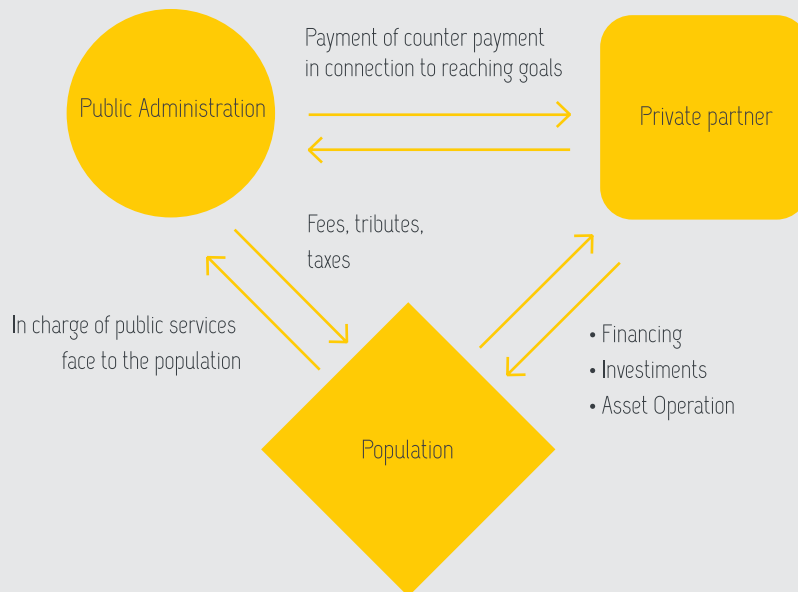 Payment of counter payment
in connection to reaching goals
Public Administration
Private partner
Fees, tributes,
taxes
In charge of public services
face to the population
• Financing
• Investiments
• Asset Operation
Population